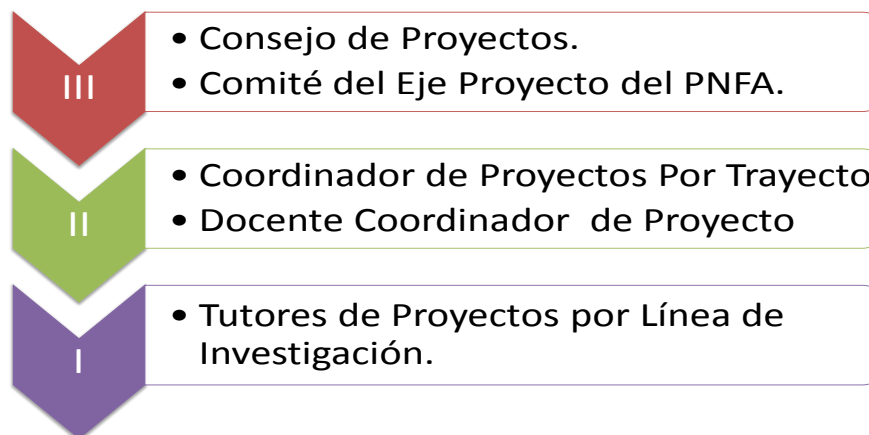 III
• Consejo de Proyectos.
• Comité del Eje Proyecto del PNFA.
II
• Coordinador de Proyectos Por Trayecto
• Docente Coordinador de Proyecto
I
• Tutores de Proyectos por Línea de
Investigación.